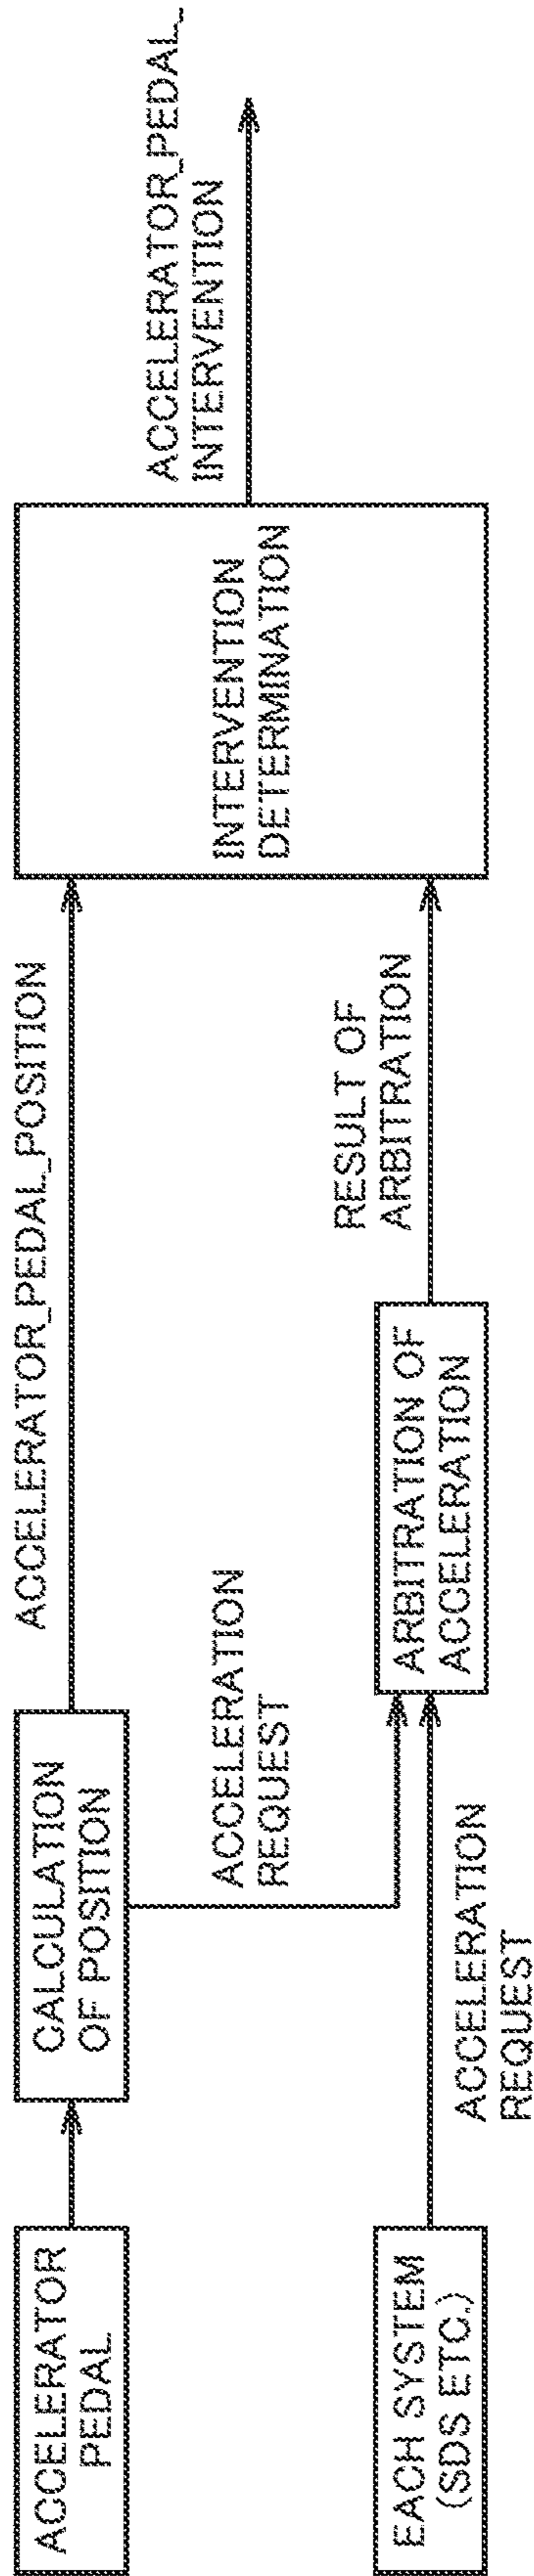 ACCELERATOR
PEDAL
CALCULATION
OF POSITION
ACCELERATOR_PEDAL_POSITION
ACCELERATION
REQUEST
EACH SYSTEM
(SDS ETC.)
ACCELERATION
REQUEST
ARBITRATION OF
ACCELERATION
RESULT OF
ARBITRATION
INTERVENTION
DETERMINATION
ACCELERATOR_PEDAL_
INTERVENTION